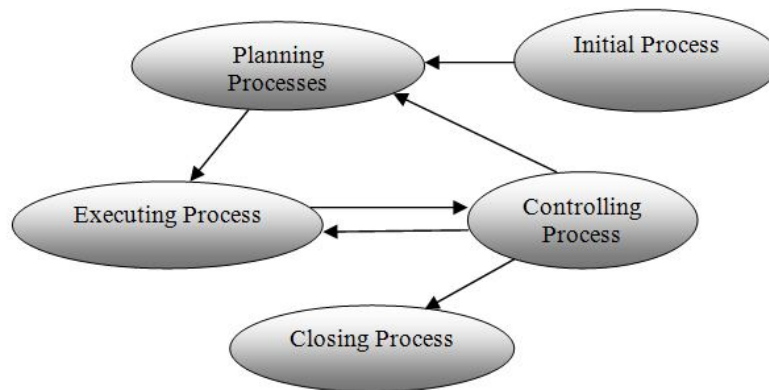 Planning
Processes
Initial Process
Executing Process
Controlling
Process
Closing Process